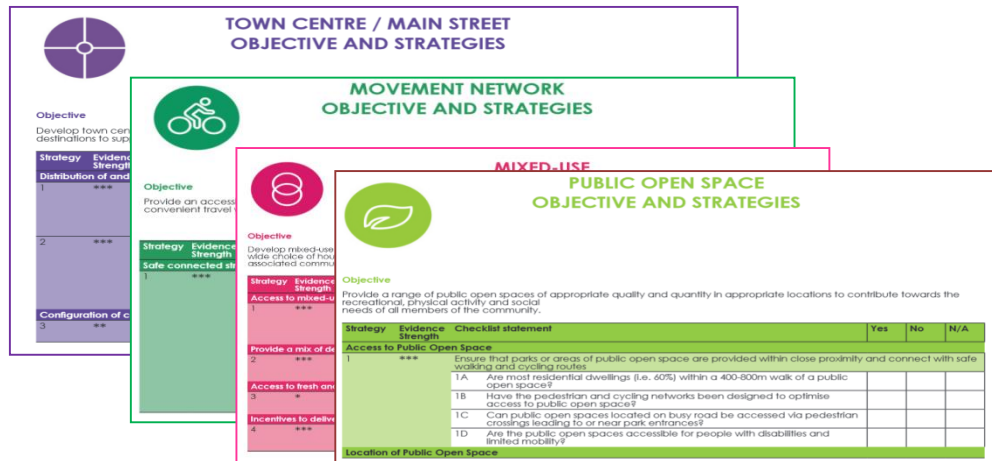 TOWN CENTRE / MAIN STREET
OBJECTIVE AND STRATEGIES
Objective
Develop town cen
destinations to sup
Strategy Evidenc
Strength
Distribution of and
1 ***
2 ***
Configuration of c
3 **
MOVEMENT NETWORK
OBJECTIVE AND STRATEGIES
Objective
Provide an access
convenient travel
Strategy Evidence
Strength
Safe connected str
1 ***
MIXED-USE
Objective
Develop mixed-use
wide choice of hou
associated commu
Strategy Evidence
Strength
Access to mixed-u
1 ***
Provide a mix of de
2 ***
Access to fresh and
3 *
Incentives to delive
4 ***
PUBLIC OPEN SPACE
OBJECTIVE AND STRATEGIES
Objective
Provide a range of public open spaces of appropriate quality and quantity in appropriate locations to contribute towards the
recreational, physical activity and social
needs of all members of the community.
Strategy Evidence Checklist statement Yes No N/A
Strength
Access to Public Open Space
1 *** Ensure that parks or areas of public open space are provided within close proximity and connect with safe
walking and cycling routes
1A Are most residential dwellings (i.e. 60%) within a 400-800m walk of a public
open space?
1B Have the pedestrian and cycling networks been designed to optimise
access to public open space?
1C Can public open spaces located on busy road be accessed via pedestrian
crossings leading to or near park entrances?
1D Are the public open spaces accessible for people with disabilities and
limited mobility?
Location of Public Open Space